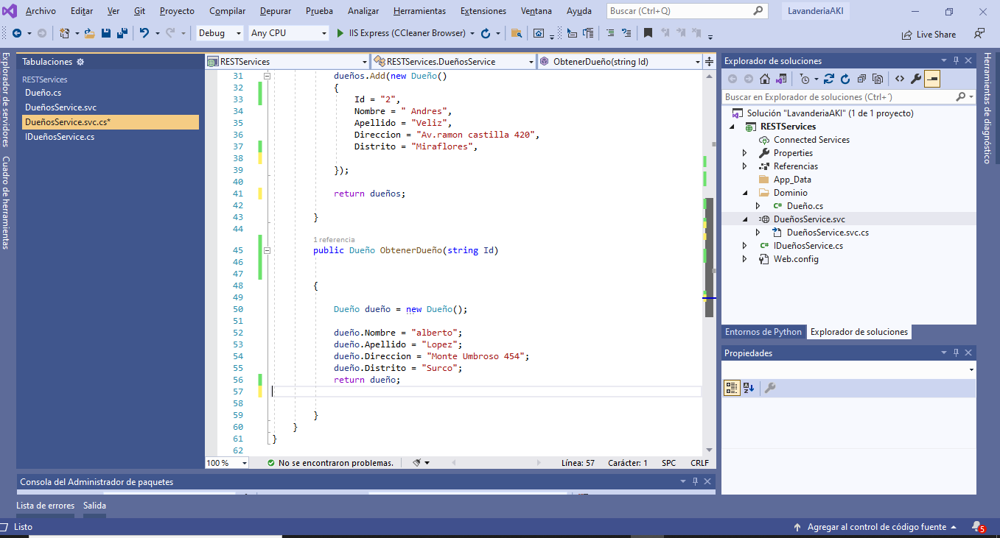 Archivo Editar Ver Git Proyecto Compilar Depurar Prueba Analizar Herramientas Extensiones Ventana Ayuda Buscar (Ctrl+Q) LavanderiaAKI
Debug Any CPU IIS Express (CCleaner Browser) Live Share
Explorador de servidores
Cuadro de herramientas
Tabulaciones
RESTServices
Dueño.cs
DueñosService.svc
DueñosService.svc.cs*
IDueñosService.cs
RESTServices RESTServices.DueñosService ObtenerDueño(string Id)
31 dueños.Add(new Dueño()
32 {
33 Id = "2",
34 Nombre = " Andres",
35 Apellido = "Veliz",
36 Direccion = "Av.ramon castilla 420",
37 Distrito = "Miraflores",
38
39 });
40
41 return dueños;
42
43 }
44
1 referencia
45 public Dueño ObtenerDueño(string Id)
46
47
48 {
49
50 Dueño dueño = new Dueño();
51
52 dueño.Nombre = "alberto";
53 dueño.Apellido = "Lopez";
54 dueño.Direccion = "Monte Umbroso 454";
55 dueño.Distrito = "Surco";
56 return dueño;
57
58
59 }
60 }
61 }
62
100 % No se encontraron problemas. Línea: 57 Carácter: 1 SPC CRLF
Explorador de soluciones
Buscar en Explorador de soluciones (Ctrl+´)
Solución "LavanderiaAKI" (1 de 1 proyecto)
RESTServices
Connected Services
Properties
Referencias
App_Data
Dominio
C# Dueño.cs
DueñosService.svc
DueñosService.svc.cs
C# IDueñosService.cs
Web.config
Entornos de Python Explorador de soluciones
Propiedades
Herramientas de diagnóstico
Consola del Administrador de paquetes
Lista de errores Salida
Listo Agregar al control de código fuente 5